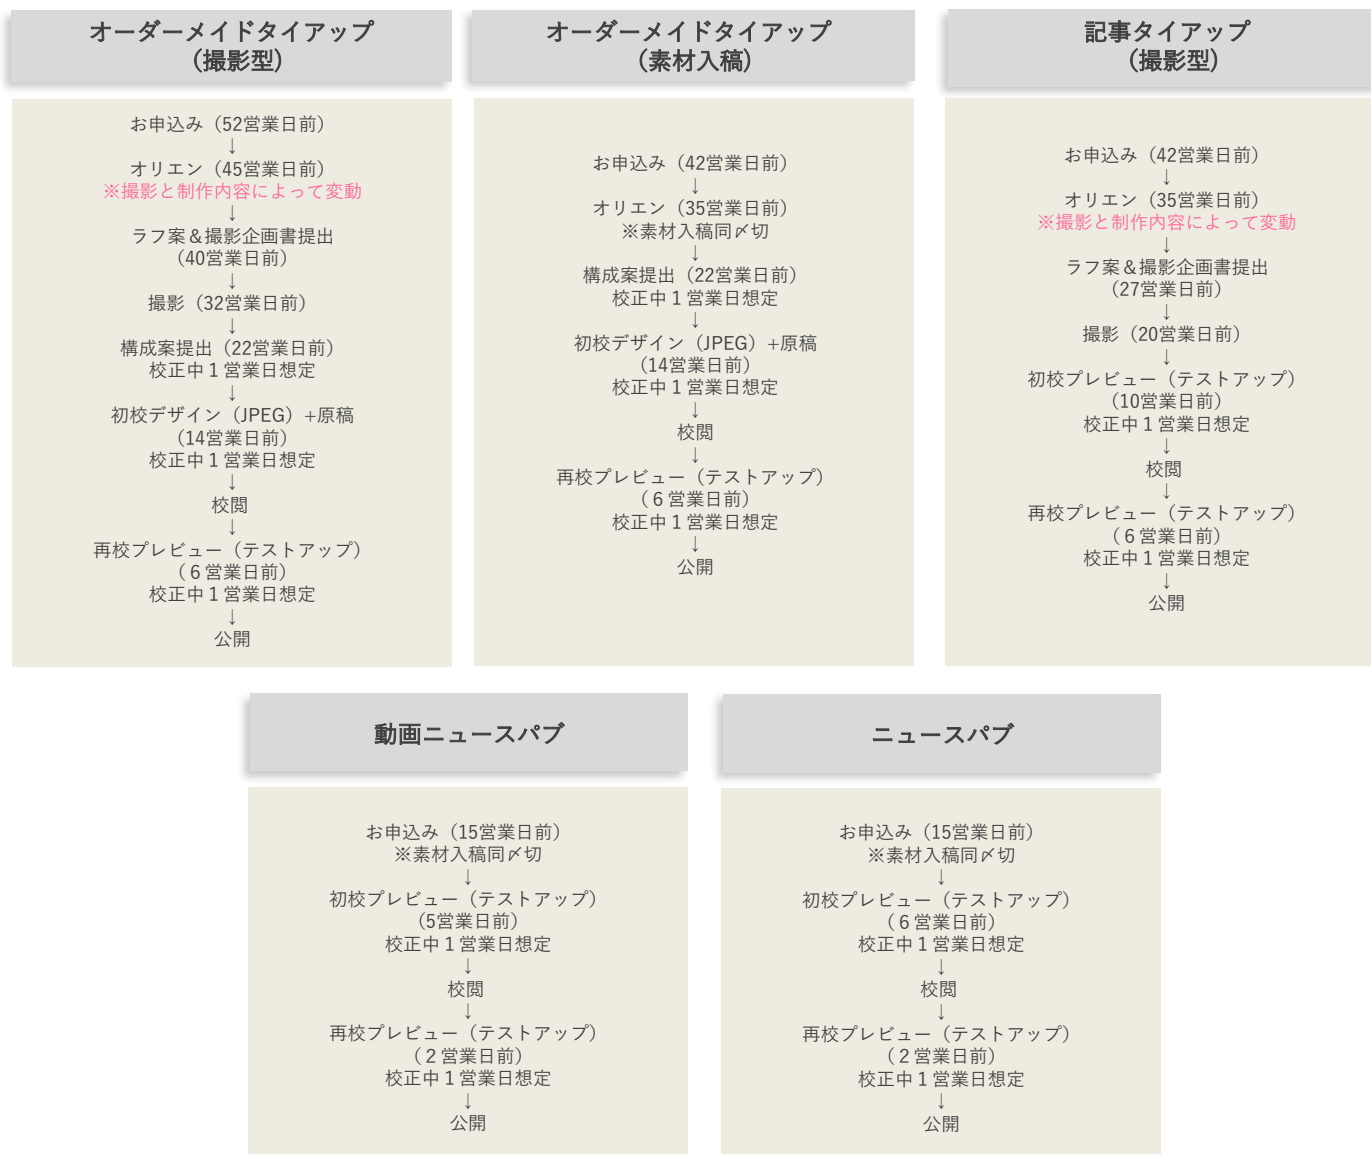 オーダーメイドタイアップ
(撮影型)
お申込み（52営業日前）
↓
オリエン（45営業日前）
※撮影と制作内容によって変動
↓
ラフ案＆撮影企画書提出
（40営業日前）
↓
撮影（32営業日前）
↓
構成案提出（22営業日前）
校正中１営業日想定
↓
初校デザイン（JPEG）+原稿
（14営業日前）
校正中１営業日想定
↓
校閲
↓
再校プレビュー（テストアップ）
（６営業日前）
校正中１営業日想定
↓
公開
オーダーメイドタイアップ
(素材入稿)
お申込み（42営業日前）
↓
オリエン（35営業日前）
※素材入稿同〆切
↓
構成案提出（22営業日前）
校正中１営業日想定
↓
初校デザイン（JPEG）+原稿
（14営業日前）
校正中１営業日想定
↓
校閲
↓
再校プレビュー（テストアップ）
（６営業日前）
校正中１営業日想定
↓
公開
記事タイアップ
(撮影型)
お申込み（42営業日前）
↓
オリエン（35営業日前）
※撮影と制作内容によって変動
↓
ラフ案＆撮影企画書提出
（27営業日前）
↓
撮影（20営業日前）
↓
初校プレビュー（テストアップ）
（10営業日前）
校正中１営業日想定
↓
校閲
↓
再校プレビュー（テストアップ）
（６営業日前）
校正中１営業日想定
↓
公開
動画ニュースパブ
お申込み（15営業日前）
※素材入稿同〆切
↓
初校プレビュー（テストアップ）
（5営業日前）
校正中１営業日想定
↓
校閲
↓
再校プレビュー（テストアップ）
（２営業日前）
校正中１営業日想定
↓
公開
ニュースパブ
お申込み（15営業日前）
※素材入稿同〆切
↓
初校プレビュー（テストアップ）
（６営業日前）
校正中１営業日想定
↓
校閲
↓
再校プレビュー（テストアップ）
（２営業日前）
校正中１営業日想定
↓
公開